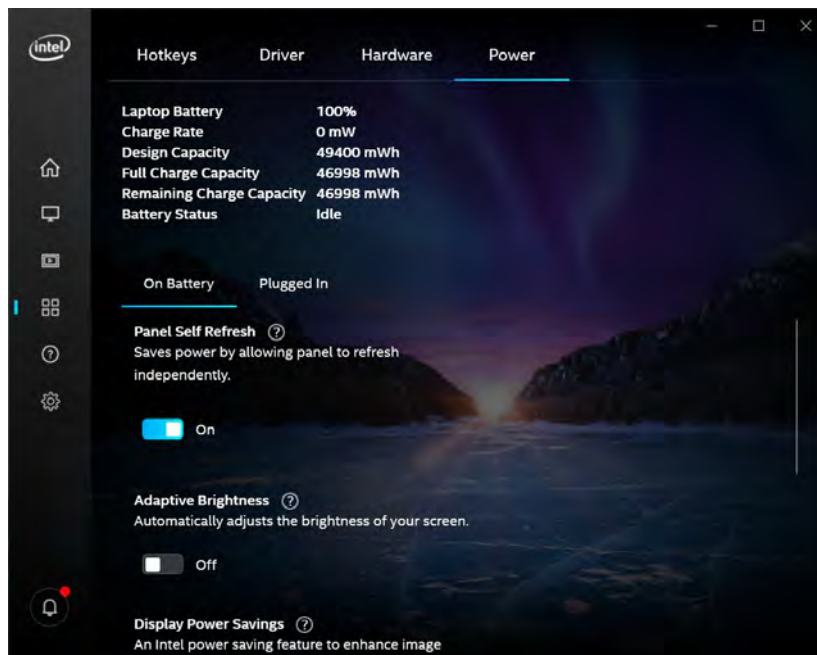 intel
Hotkeys Driver Hardware Power
Laptop Battery 100%
Charge Rate 0 mW
Design Capacity 49400 mWh
Full Charge Capacity 46998 mWh
Remaining Charge Capacity 46998 mWh
Battery Status Idle
On Battery Plugged In
Panel Self Refresh ?
Saves power by allowing panel to refresh
independently.
On
Adaptive Brightness ?
Automatically adjusts the brightness of your screen.
Off
Display Power Savings ?
An Intel power saving feature to enhance image